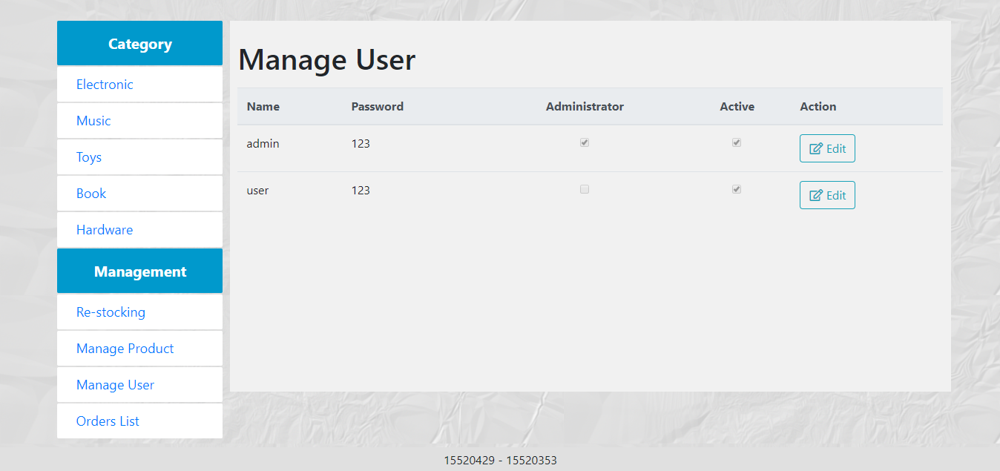 Category
Electronic
Music
Toys
Book
Hardware
Management
Re-stocking
Manage Product
Manage User
Orders List
Manage User
Name Password Administrator Active Action
admin 123 Edit
user 123 Edit
15520429 - 15520353